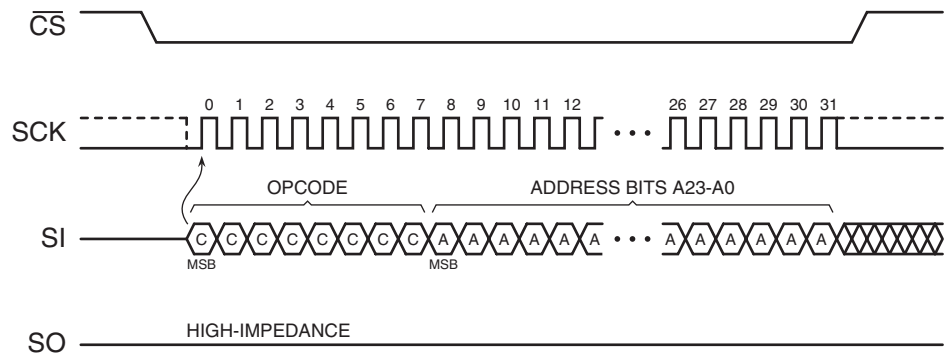 CS
0 1 2 3 4 5 6 7 8 9 10 11 12 26 27 28 29 30 31
SCK
OPCODE ADDRESS BITS A23-A0
SI C C C C C C C C A A A A A A A A A A A A
MSB MSB
HIGH-IMPEDANCE
SO